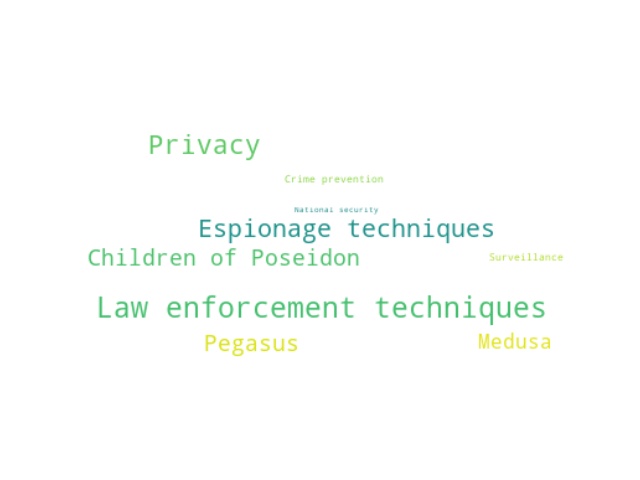 Privacy
Crime prevention
National security
Espionage techniques
Children of Poseidon
Surveillance
Law enforcement techniques
Pegasus
Medusa